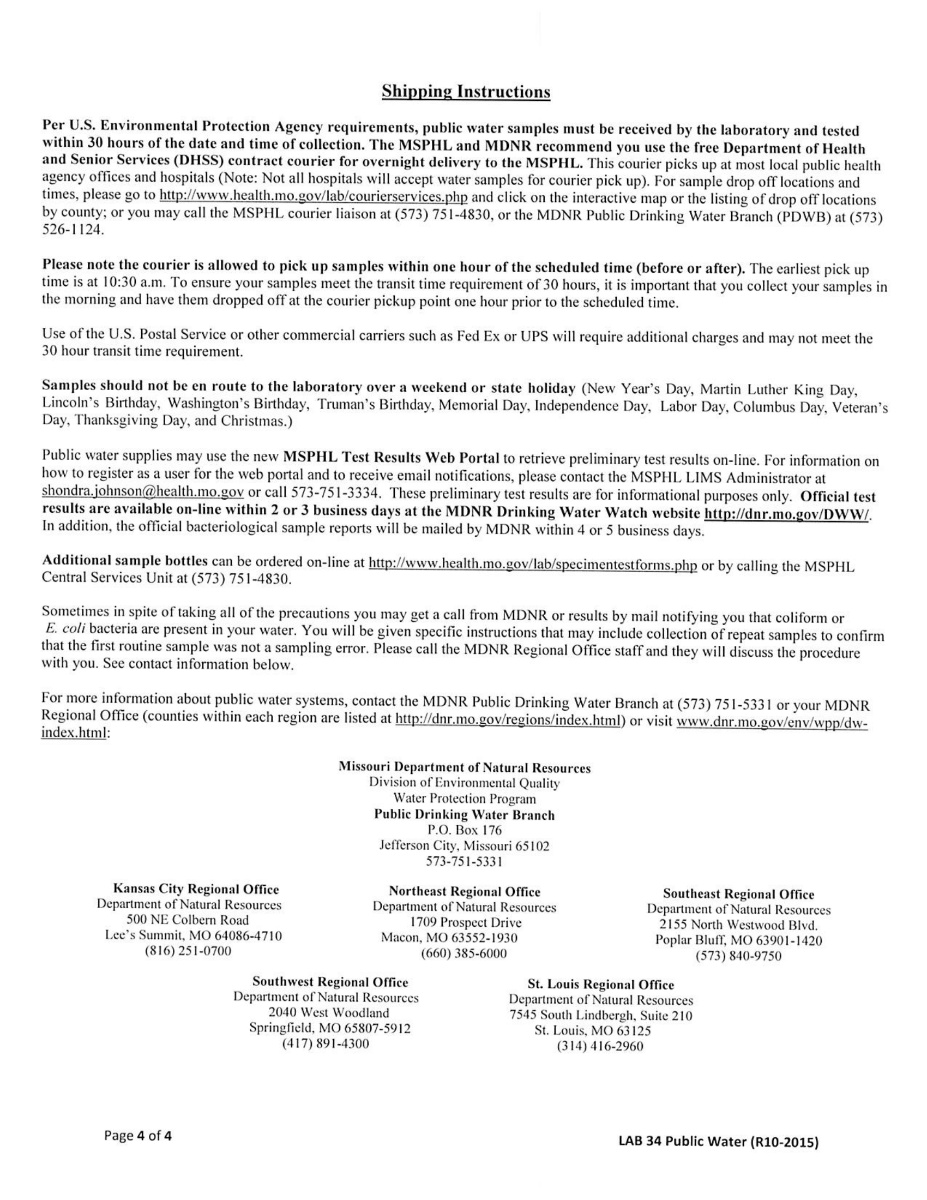 Shipping Instructions
Per U.S. Environmental Protection Agency requirements, public water samples must be received by the laboratory and tested
within 30 hours of the date and time of collection. The MSPHL and MDNR recommend you use the free Department of Health
and Senior Services (DHSS) contract courier for overnight delivery to the MSPHL. This courier picks up at most local public health
agency offices and hospitals (Note: Not all hospitals will accept water samples for courier pick up). For sample drop off locations and
times, please go to http://www.health.mo.gov/lab/courierservices.php and click on the interactive map or the listing of drop off locations
by county; or you may call the MSPHL courier liaison at (573) 751-4830, or the MDNR Public Drinking Water Branch (PDWB) at (573)
526-1124.
Please note the courier is allowed to pick up samples within one hour of the scheduled time (before or after). The earliest pick up
time is at 10:30 a.m. To ensure your samples meet the transit time requirement of 30 hours, it is important that you collect your samples in
the morning and have them dropped off at the courier pickup point one hour prior to the scheduled time.
Use of the U.S. Postal Service or other commercial carriers such as Fed Ex or UPS will require additional charges and may not meet the
30 hour transit time requirement.
Samples should not be en route to the laboratory over a weekend or state holiday (New Year's Day, Martin Luther King Day,
Lincoln's Birthday, Washington's Birthday, Truman's Birthday, Memorial Day, Independence Day, Labor Day, Columbus Day, Veteran's
Day, Thanksgiving Day, and Christmas.)
Public water supplies may use the new MSPHL Test Results Web Portal to retrieve preliminary test results on-line. For information on
how to register as a user for the web portal and to receive email notifications, please contact the MSPHL LIMS Administrator at
shondra.johnson@health.mo.gov or call 573-751-3334. These preliminary test results are for informational purposes only. Official test
results are available on-line within 2 or 3 business days at the MDNR Drinking Water Watch website http://dnr.mo.gov/DWW/.
In addition, the official bacteriological sample reports will be mailed by MDNR within 4 or 5 business days.
Additional sample bottles can be ordered on-line at http://www.health.mo.gov/lab/specimentestforms.php or by calling the MSPHL
Central Services Unit at (573) 751-4830.
Sometimes in spite of taking all of the precautions you may get a call from MDNR or results by mail notifying you that coliform or
E. coli bacteria are present in your water. You will be given specific instructions that may include collection of repeat samples to confirm
that the first routine sample was not a sampling error. Please call the MDNR Regional Office staff and they will discuss the procedure
with you. See contact information below.
For more information about public water systems, contact the MDNR Public Drinking Water Branch at (573) 751-5331 or your MDNR
Regional Office (counties within each region are listed at http://dnr.mo.gov/regions/index.html) or visit www.dnr.mo.gov/env/wpp/dw-
index.html:
Missouri Department of Natural Resources
Division of Environmental Quality
Water Protection Program
Public Drinking Water Branch
P.O. Box 176
Jefferson City, Missouri 65102
573-751-5331
Kansas City Regional Office
Department of Natural Resources
500 NE Colbern Road
Lee's Summit, MO 64086-4710
(816) 251-0700
Northeast Regional Office
Department of Natural Resources
1709 Prospect Drive
Macon, MO 63552-1930
(660) 385-6000
Southeast Regional Office
Department of Natural Resources
2155 North Westwood Blvd.
Poplar Bluff, MO 63901-1420
(573) 840-9750
Southwest Regional Office
Department of Natural Resources
2040 West Woodland
Springfield, MO 65807-5912
(417) 891-4300
St. Louis Regional Office
Department of Natural Resources
7545 South Lindbergh, Suite 210
St. Louis, MO 63125
(314) 416-2960
Page 4 of 4
LAB 34 Public Water (R10-2015)